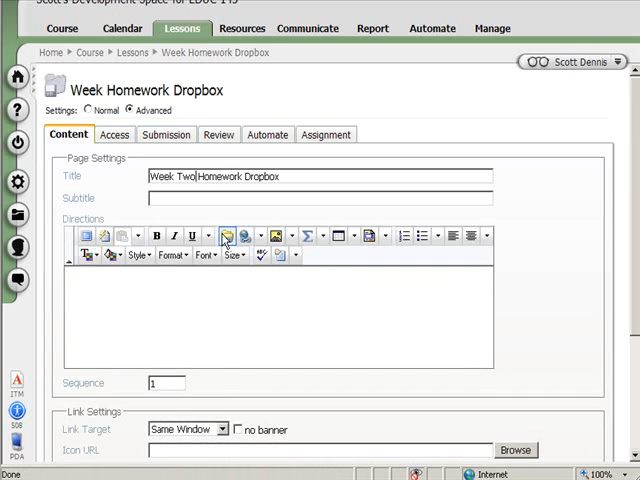 Scott's Development Space for EDUC 145
Course Calendar Lessons Resources Communicate Report Automate Manage
Home > Course > Lessons > Week Homework Dropbox
Scott Dennis
Week Homework Dropbox
Settings: Normal Advanced
Content Access Submission Review Automate Assignment
Page Settings
Title Week Two Homework Dropbox
Subtitle
Directions
B I U
Style Format Font Size ABC
Sequence 1
Link Settings
Link Target Same Window no banner
Icon URL Browse
ITM
508
PDA
Done Internet 100%